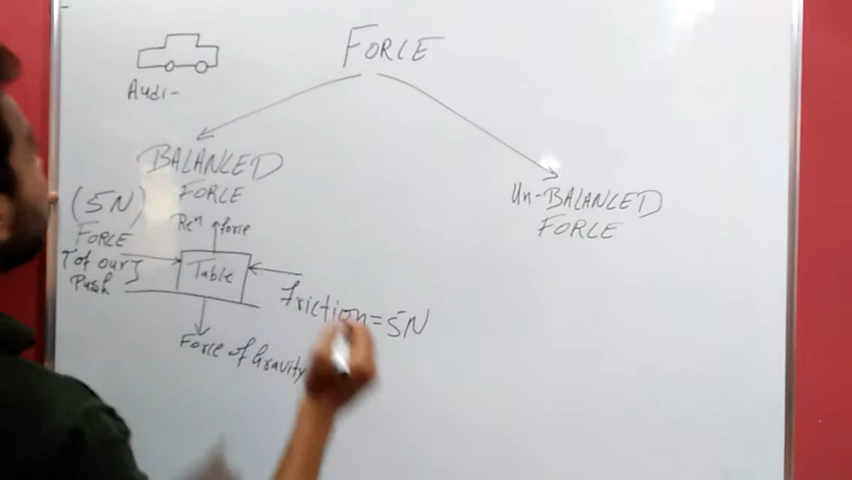 FORCE
Audi-
BALANCED
FORCE
Un-BALANCED
FORCE
(5N)
FORCE
of our
Push
Rcn force
Table
friction=5N
Force of Gravity